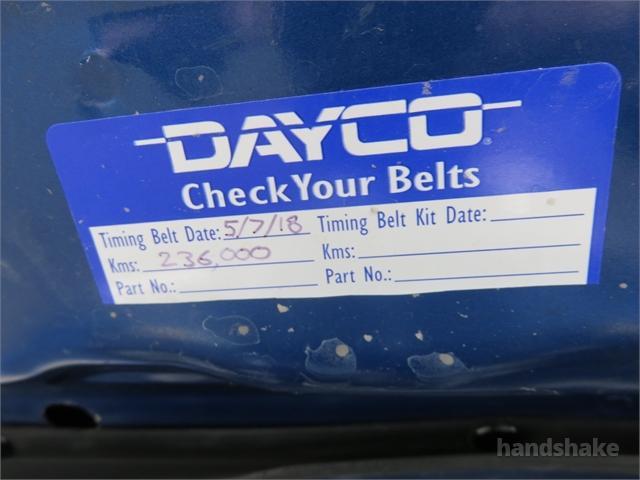 DAYCO
Check Your Belts
Timing Belt Date: 5/7/18 Timing Belt Kit Date:
Kms: 236,000 Kms:
Part No.: Part No.:
handshake